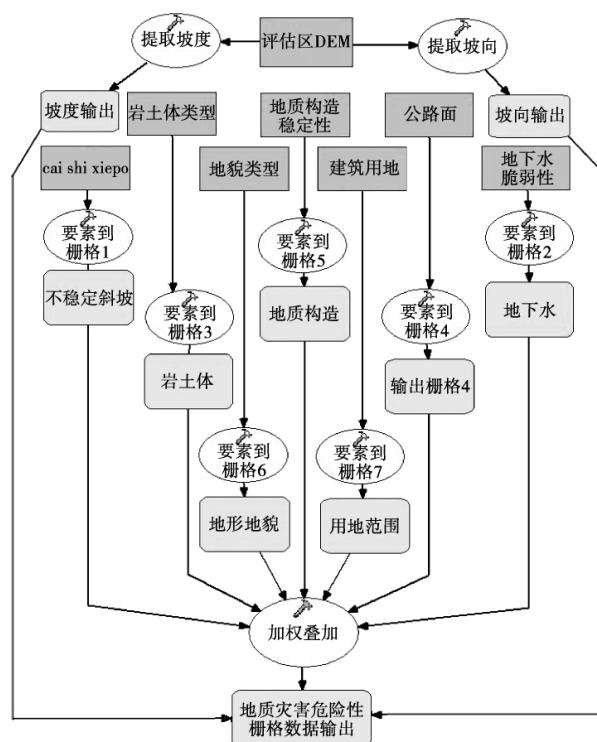 提取坡度
评估区DEM
提取坡向
坡度输出
岩土体类型
地质构造
稳定性
公路面
坡向输出
cai shi xiepo
地貌类型
建筑用地
地下水
脆弱性
要素到
栅格1
要素到
栅格5
要素到
栅格2
不稳定斜坡
要素到
栅格3
地质构造
要素到
栅格4
地下水
岩土体
输出栅格4
要素到
栅格6
要素到
栅格7
地形地貌
用地范围
加权叠加
地质灾害危险性
栅格数据输出